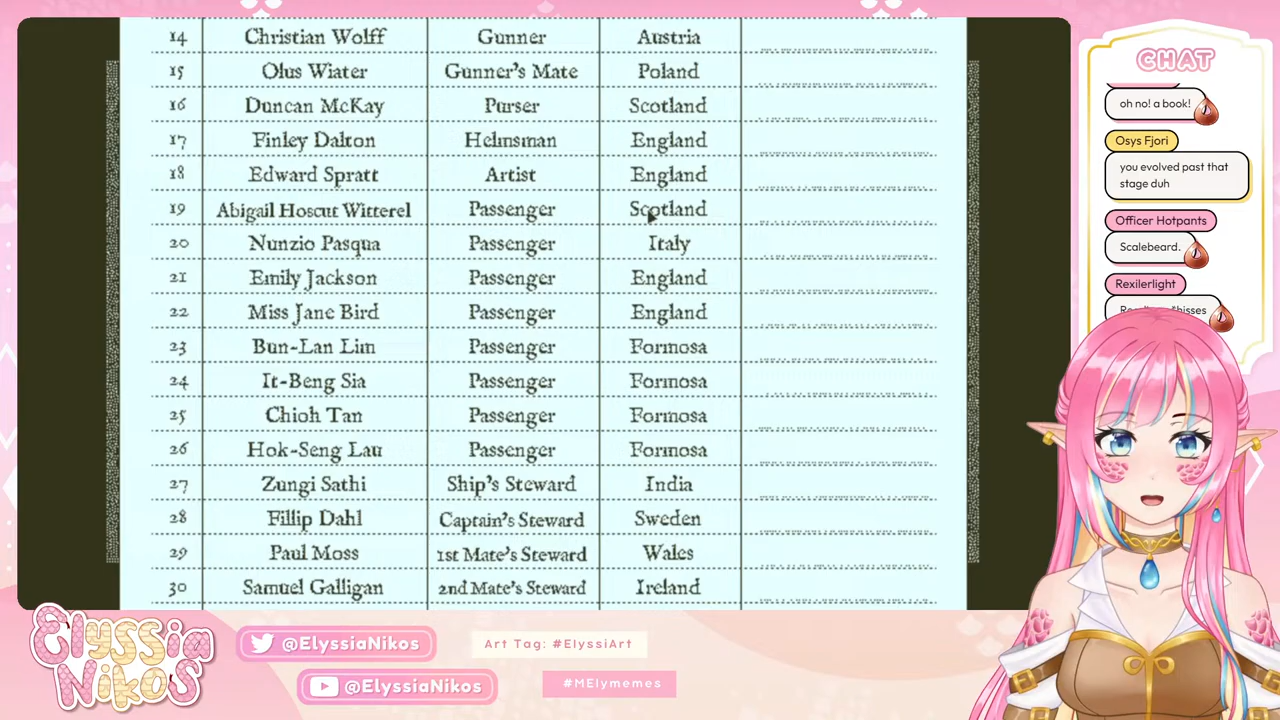 14 Christian Wolff Gunner Austria
15 Olus Wiater Gunner's Mate Poland
16 Duncan McKay Purser Scotland
17 Finley Dalton Helmsman England
18 Edward Spratt Artist England
19 Abigail Hoscut Witterel Passenger Scotland
20 Nunzio Pasqua Passenger Italy
21 Emily Jackson Passenger England
22 Miss Jane Bird Passenger England
23 Bun-Lan Lim Passenger Formosa
24 It-Beng Sia Passenger Formosa
25 Chioh Tan Passenger Formosa
26 Hok-Seng Lau Passenger Formosa
27 Zungi Sathi Ship's Steward India
28 Fillip Dahl Captain's Steward Sweden
29 Paul Moss 1st Mate's Steward Wales
30 Samuel Galligan 2nd Mate's Steward Ireland
CHAT
oh no! a book!
Osys Fjori
you evolved past that
stage duh
Officer Hotpants
Scalebeard.
Rexilerlight
Elyssia
Nikos
@ElyssiaNikos
Art Tag: #ElyssiArt
@ElyssiaNikos
#MElymemes